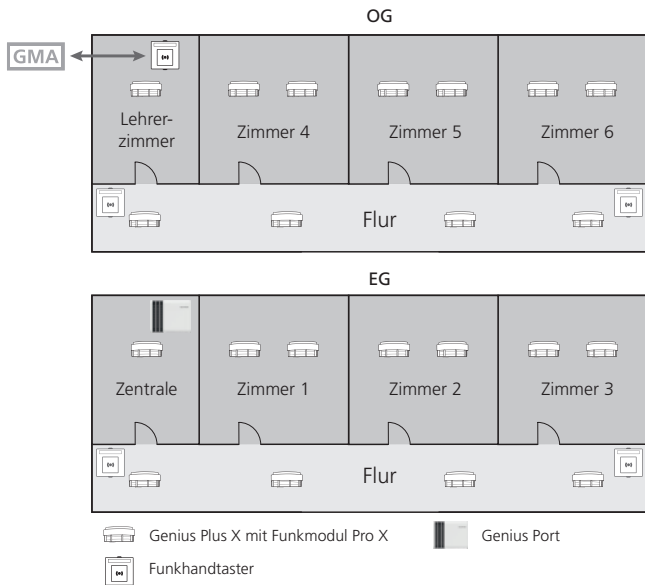 OG
GMA
Lehrer-
zimmer
Zimmer 4
Zimmer 5
Zimmer 6
Flur
EG
Zentrale
Zimmer 1
Zimmer 2
Zimmer 3
Flur
Genius Plus X mit Funkmodul Pro X
Genius Port
Funkhandtaster